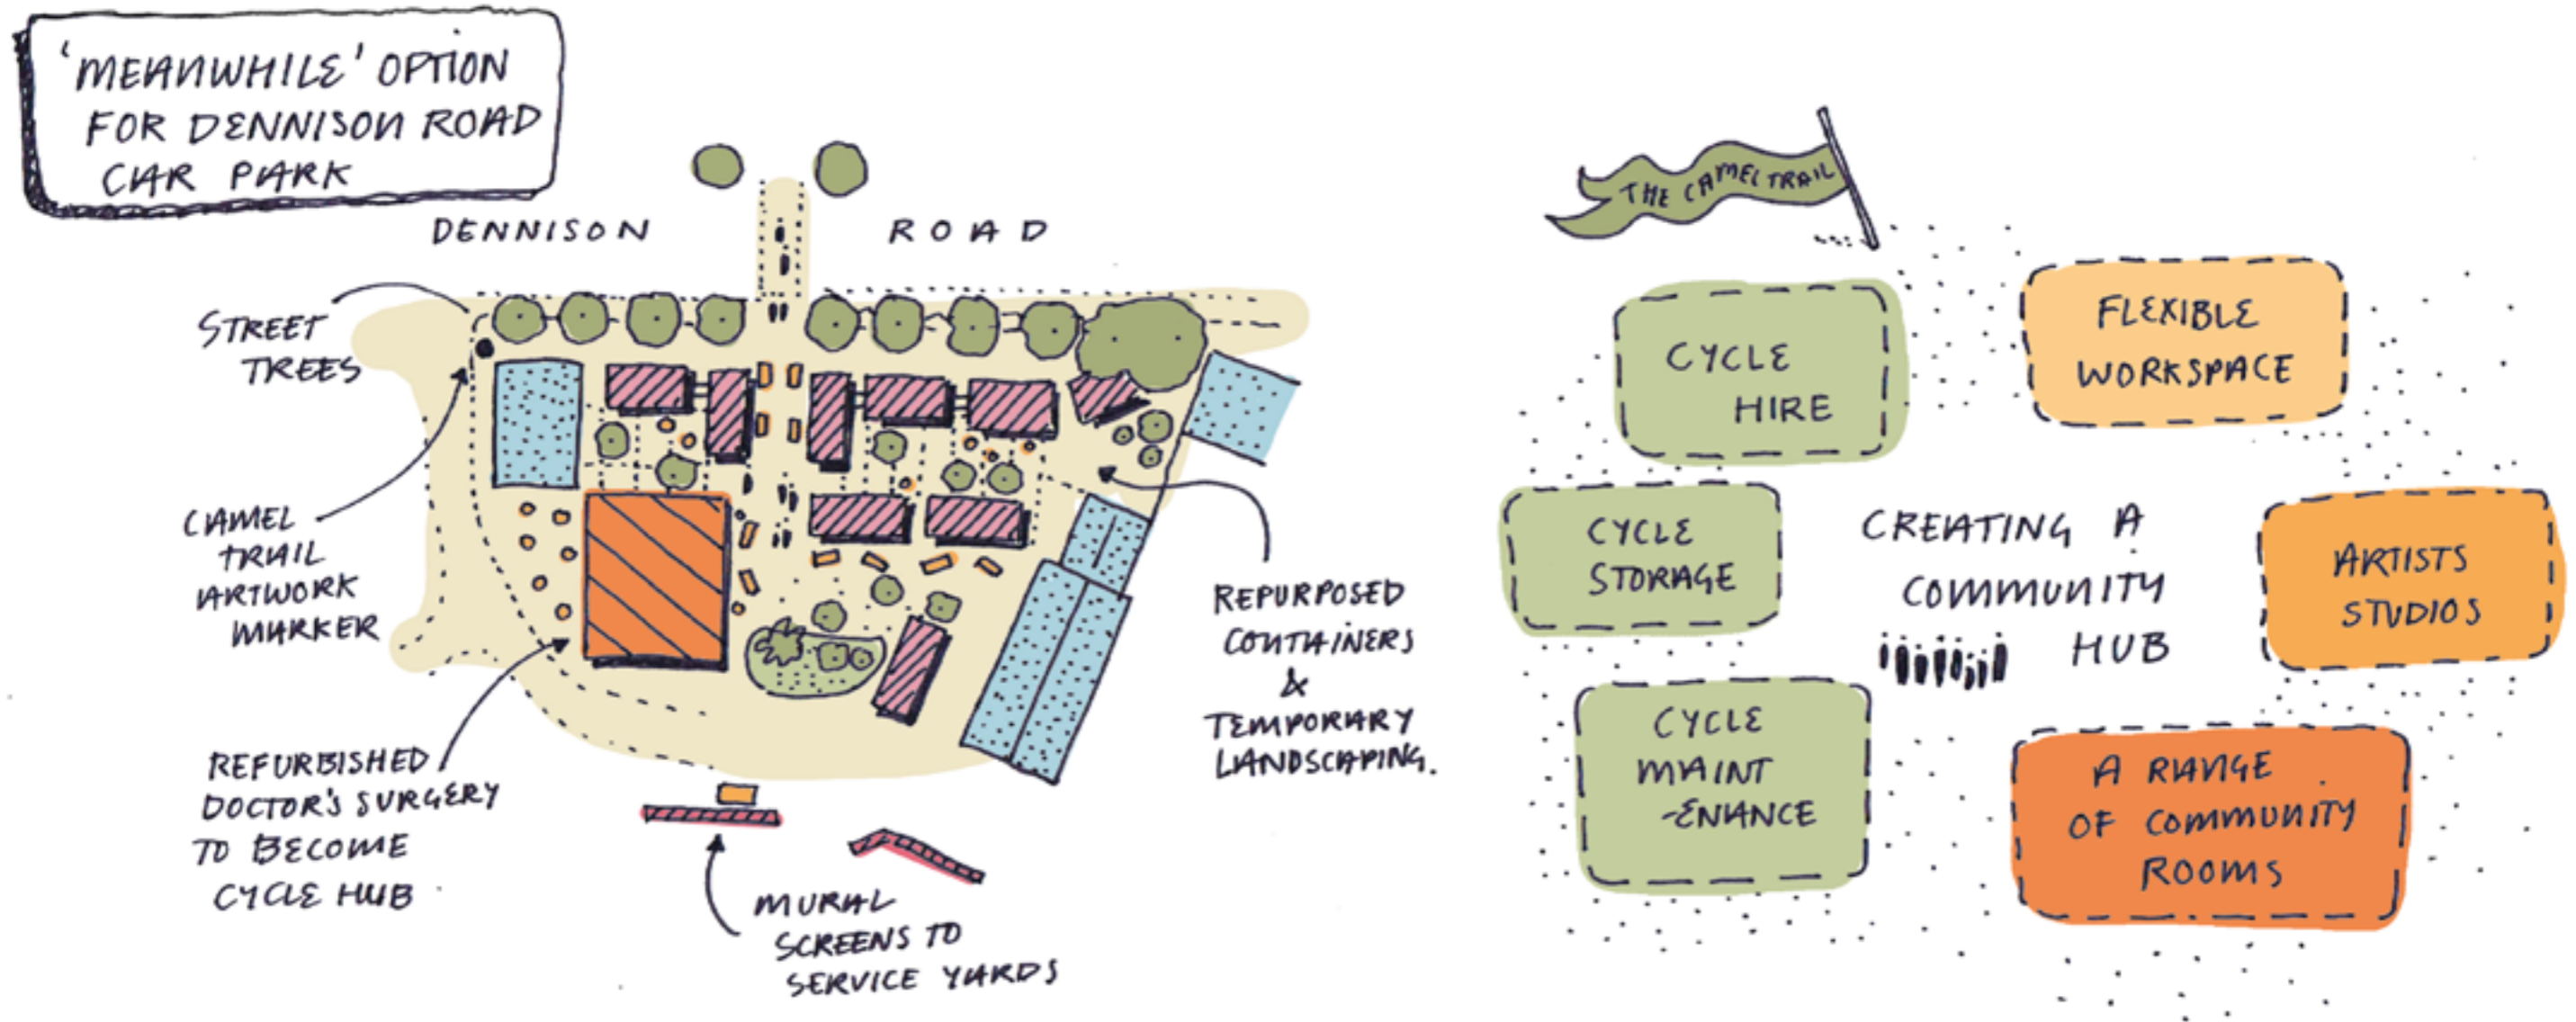 'MEANWHILE' OPTION
FOR DENNISON ROAD
CAR PARK
DENNISON ROAD
STREET
TREES
CAMEL
TRAIL
ARTWORK
MARKER
REFURBISHED
DOCTOR'S SURGERY
TO BECOME
CYCLE HUB
MURAL
SCREENS TO
SERVICE YARDS
REPURPOSED
CONTAINERS
&
TEMPORARY
LANDSCAPING.
THE CAMEL TRAIL
CYCLE
HIRE
FLEXIBLE
WORKSPACE
CYCLE
STORAGE
CREATING A
COMMUNITY
HUB
ARTISTS
STUDIOS
CYCLE
MAINT
-ENANCE
A RANGE
OF COMMUNITY
ROOMS